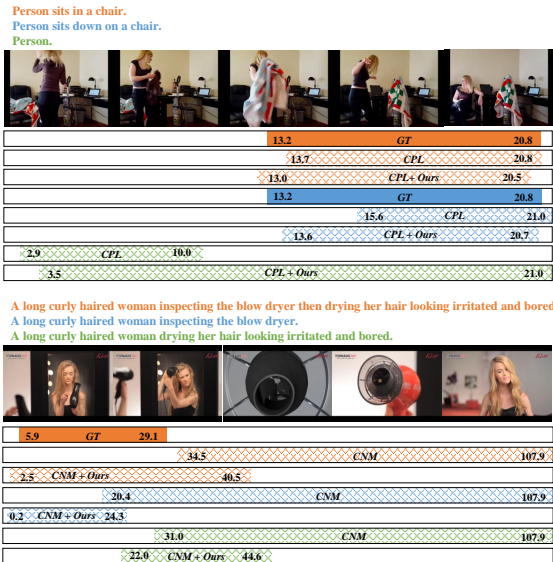 Person sits in a chair.
Person sits down on a chair.
Person.
13.2 GT 20.8
13.7 CPL 20.8
13.0 CPL+ Ours 20.5
13.2 GT 20.8
15.6 CPL 21.0
13.6 CPL + Ours 20.7
2.9 CPL 10.0
3.5 CPL + Ours 21.0
A long curly haired woman inspecting the blow dryer then drying her hair looking irritated and bored
A long curly haired woman inspecting the blow dryer.
A long curly haired woman drying her hair looking irritated and bored.
5.9 GT 29.1
34.5 CNM 107.9
2.5 CNM + Ours 40.5
20.4 CNM 107.9
0.2 CNM + Ours 24.3
31.0 CNM 107.9
22.0 CNM + Ours 44.6